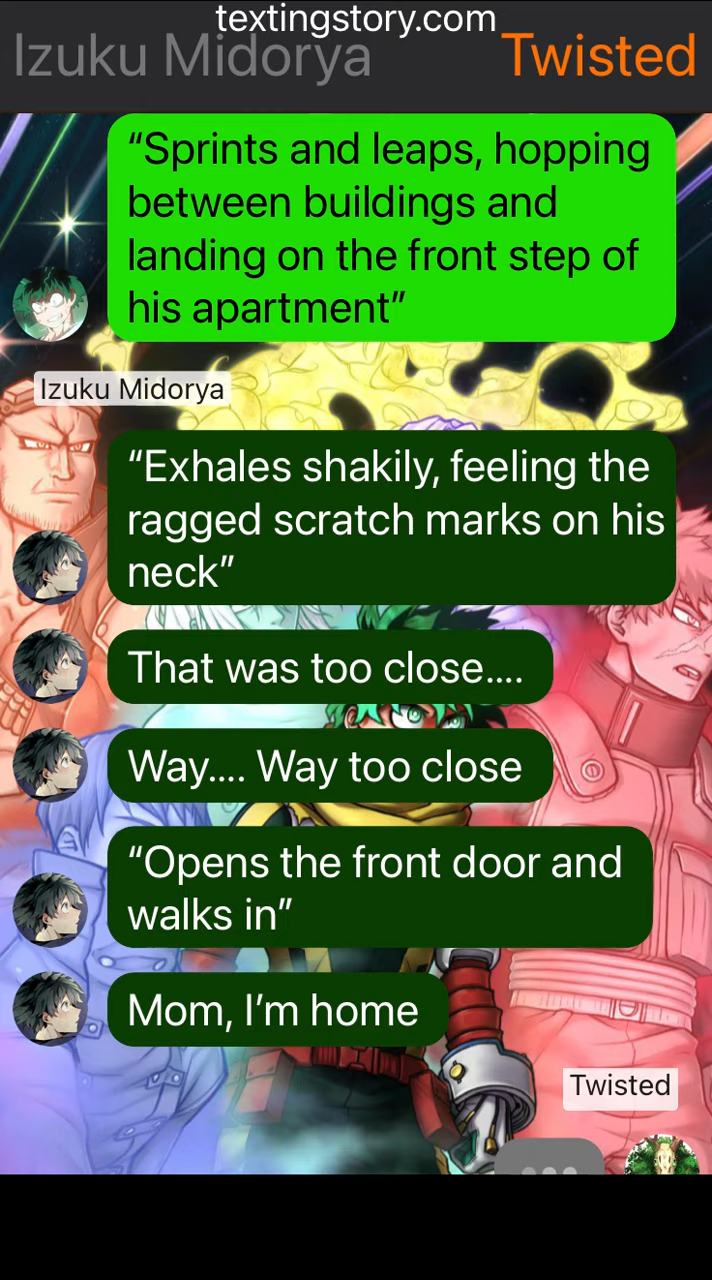 textingstory.com
Izuku Midorya
Twisted
“Sprints and leaps, hopping
between buildings and
landing on the front step of
his apartment”
Izuku Midorya
“Exhales shakily, feeling the
ragged scratch marks on his
neck”
That was too close....
Way.... Way too close
“Opens the front door and
walks in”
Mom, I’m home
Twisted